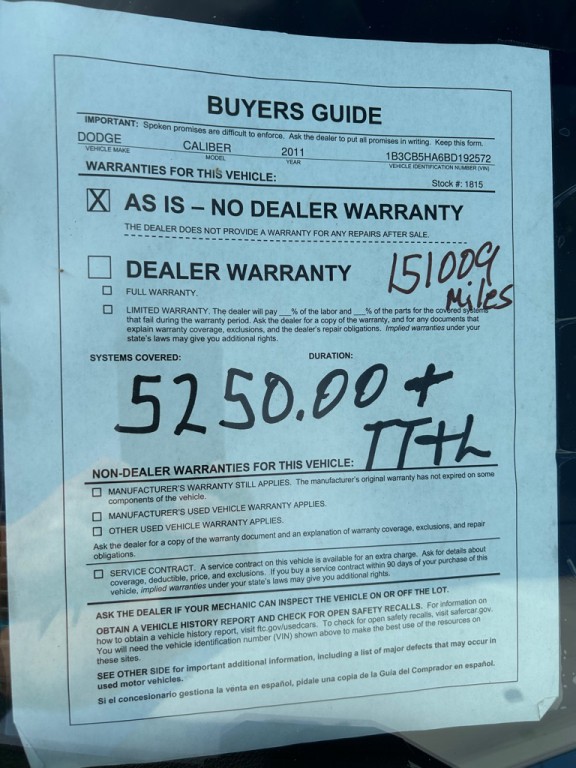 BUYERS GUIDE
IMPORTANT: Spoken promises are difficult to enforce. Ask the dealer to put all promises in writing. Keep this form.
DODGE CALIBER 2011 1B3CB5HA6BD192572
VEHICLE MAKE MODEL YEAR VEHICLE IDENTIFICATION NUMBER (VIN)
WARRANTIES FOR THIS VEHICLE:
Stock #: 1815
X AS IS – NO DEALER WARRANTY
THE DEALER DOES NOT PROVIDE A WARRANTY FOR ANY REPAIRS AFTER SALE.
DEALER WARRANTY
151009
Miles
FULL WARRANTY.
LIMITED WARRANTY. The dealer will pay ___% of the labor and ___% of the parts for the covered systems
that fail during the warranty period. Ask the dealer for a copy of the warranty, and for any documents that
explain warranty coverage, exclusions, and the dealer's repair obligations. Implied warranties under your
state's laws may give you additional rights.
SYSTEMS COVERED: DURATION:
5250.00 +
TT+L
NON-DEALER WARRANTIES FOR THIS VEHICLE:
MANUFACTURER'S WARRANTY STILL APPLIES. The manufacturer's original warranty has not expired on some
components of the vehicle.
MANUFACTURER'S USED VEHICLE WARRANTY APPLIES.
OTHER USED VEHICLE WARRANTY APPLIES.
Ask the dealer for a copy of the warranty document and an explanation of warranty coverage, exclusions, and repair
obligations.
SERVICE CONTRACT. A service contract on this vehicle is available for an extra charge. Ask for details about
coverage, deductible, price, and exclusions. If you buy a service contract within 90 days of your purchase of this
vehicle, implied warranties under your state's laws may give you additional rights.
ASK THE DEALER IF YOUR MECHANIC CAN INSPECT THE VEHICLE ON OR OFF THE LOT.
OBTAIN A VEHICLE HISTORY REPORT AND CHECK FOR OPEN SAFETY RECALLS. For information on
how to obtain a vehicle history report, visit ftc.gov/usedcars. To check for open safety recalls, visit safercar.gov.
You will need the vehicle identification number (VIN) shown above to make the best use of the resources on
these sites.
SEE OTHER SIDE for important additional information, including a list of major defects that may occur in
used motor vehicles.
Si el concesionario gestiona la venta en español, pídale una copia de la Guía del Comprador en español.